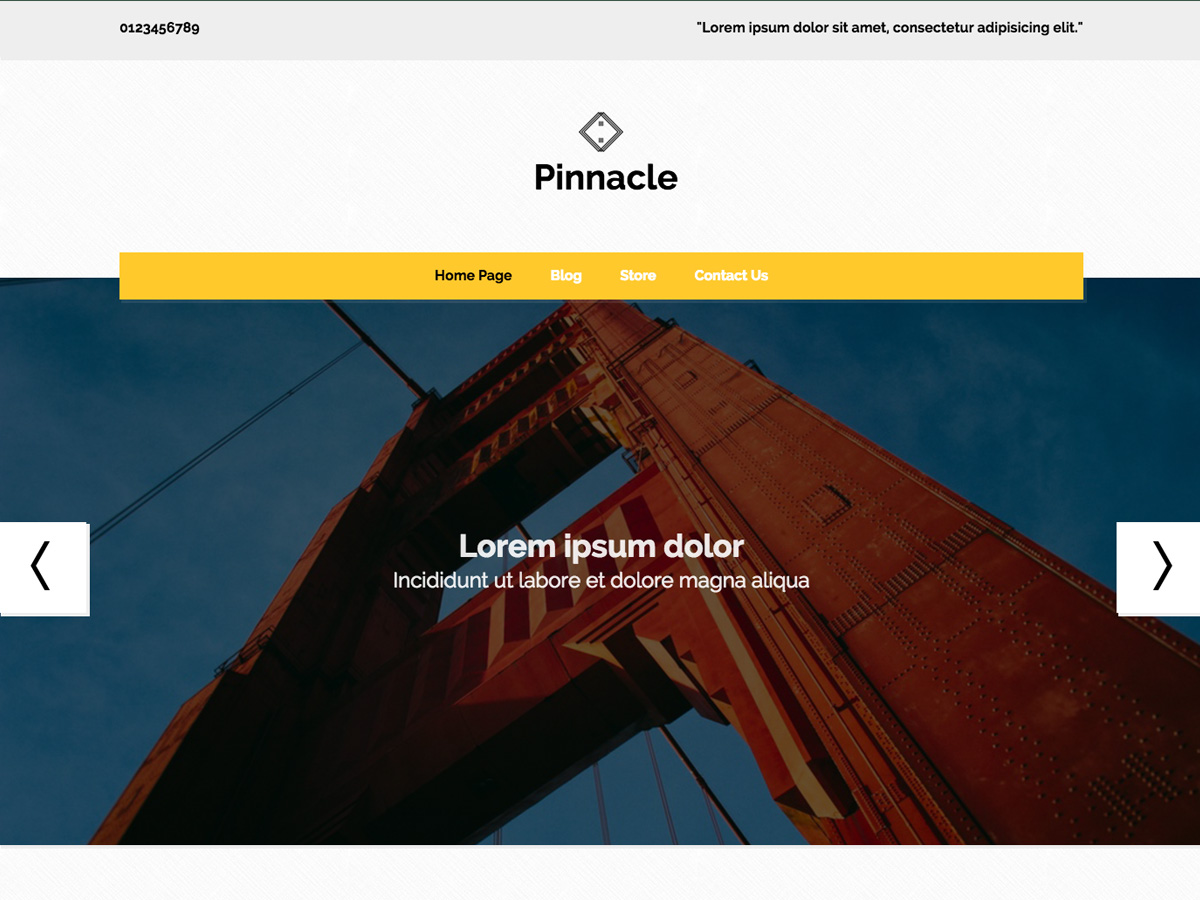 0123456789
"Lorem ipsum dolor sit amet, consectetur adipisicing elit."
Pinnacle
Home Page Blog Store Contact Us
Lorem ipsum dolor
Incididunt ut labore et dolore magna aliqua